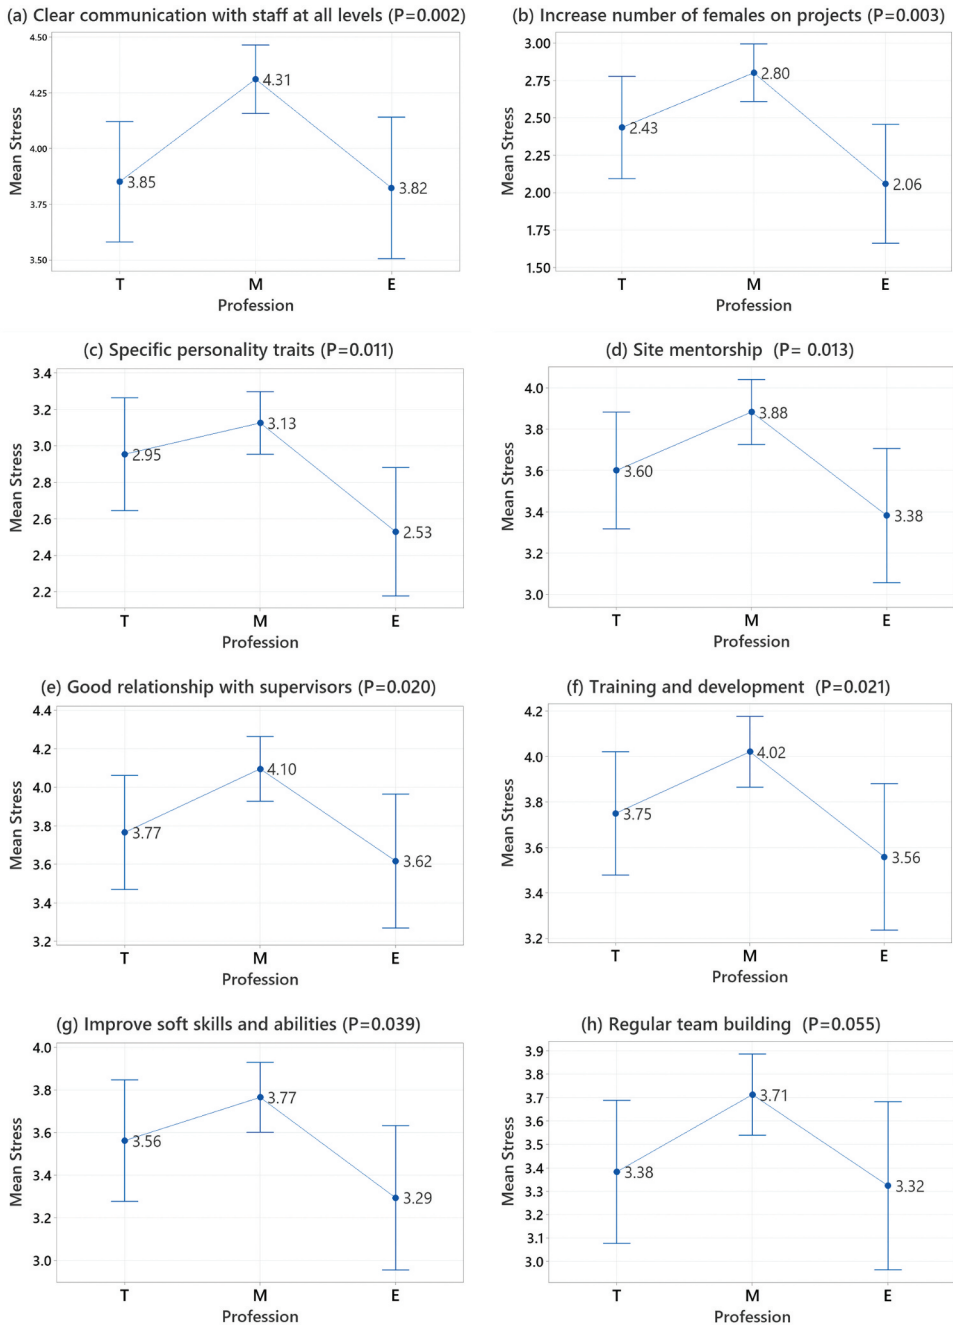 (a) Clear communication with staff at all levels (P=0.002)
4.50
4.25
4.00
3.75
3.50
Mean Stress
3.85
4.31
3.82
T M E
Profession
(b) Increase number of females on projects (P=0.003)
3.00
2.75
2.50
2.25
2.00
1.75
1.50
Mean Stress
2.43
2.80
2.06
T M E
Profession
(c) Specific personality traits (P=0.011)
3.4
3.2
3.0
2.8
2.6
2.4
2.2
Mean Stress
2.95
3.13
2.53
T M E
Profession
(d) Site mentorship (P= 0.013)
4.0
3.8
3.6
3.4
3.2
3.0
Mean Stress
3.60
3.88
3.38
T M E
Profession
(e) Good relationship with supervisors (P=0.020)
4.4
4.2
4.0
3.8
3.6
3.4
3.2
Mean Stress
3.77
4.10
3.62
T M E
Profession
(f) Training and development (P=0.021)
4.2
4.0
3.8
3.6
3.4
3.2
Mean Stress
3.75
4.02
3.56
T M E
Profession
(g) Improve soft skills and abilities (P=0.039)
4.0
3.8
3.6
3.4
3.2
3.0
Mean Stress
3.56
3.77
3.29
T M E
Profession
(h) Regular team building (P=0.055)
3.9
3.8
3.7
3.6
3.5
3.4
3.3
3.2
3.1
3.0
Mean Stress
3.38
3.71
3.32
T M E
Profession